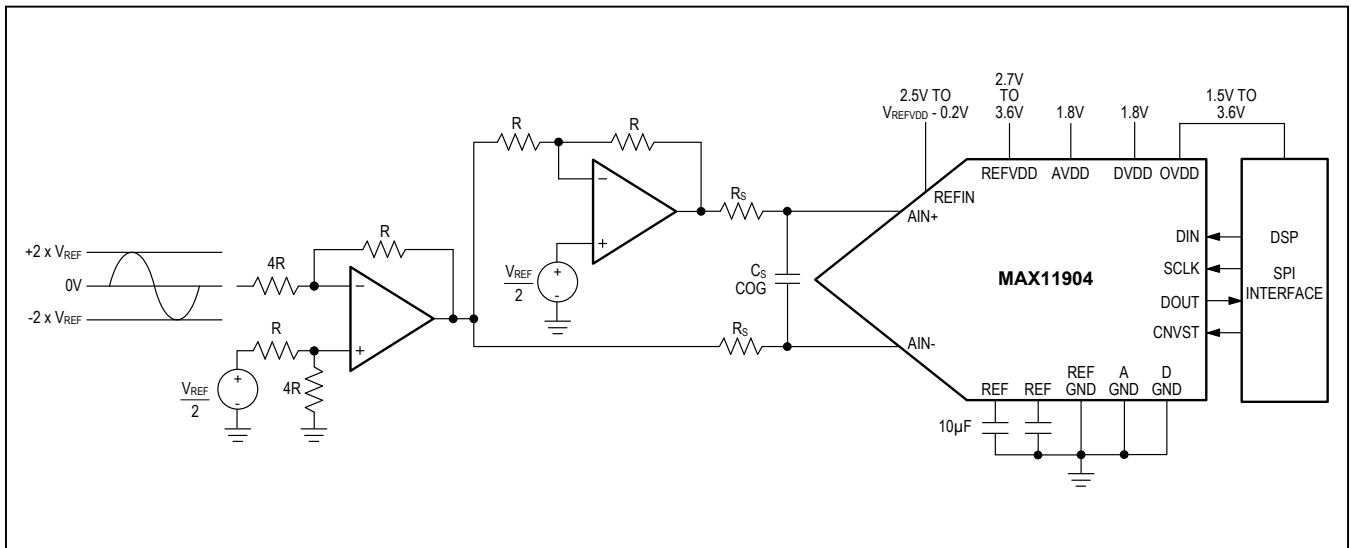 +2 x VREF
0V
-2 x VREF
4R
R
R
VREF
2
4R
R
R
VREF
2
RS
RS
CS
COG
2.5V TO
VREFVDD - 0.2V
2.7V
TO
3.6V
1.8V
1.8V
1.5V TO
3.6V
REFVDD
AVDD
DVDD
OVDD
REFIN
AIN+
AIN-
MAX11904
DIN
SCLK
DOUT
CNVST
DSP
SPI
INTERFACE
REF
REF
REF
GND
A
GND
D
GND
10µF
-
+
+
-
-
+
+
-